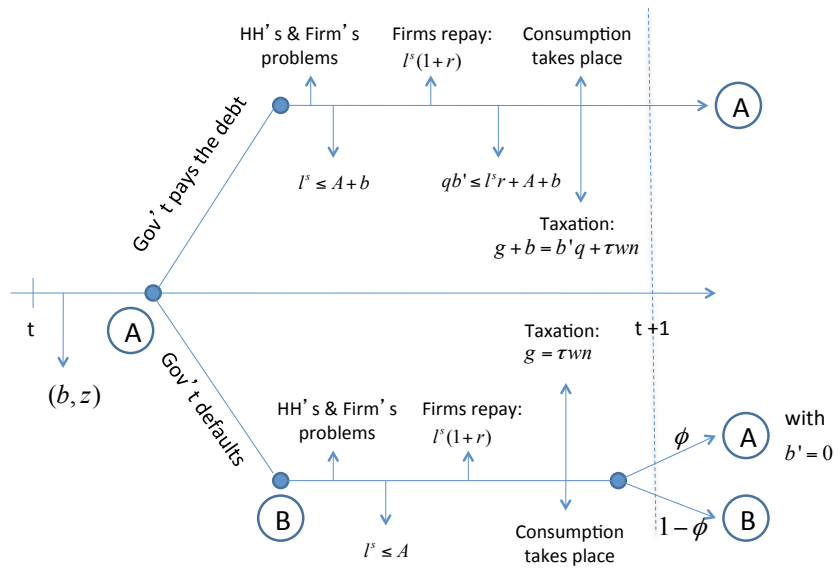 HH's & Firm's
problems
Firms repay:
l^s(1+r)
Consumption
takes place
A
Gov't pays the debt
l^s ≤ A+b
qb' ≤ l^s r + A + b
Taxation:
g + b = b'q + τwn
t
A
t +1
(b, z)
Gov't defaults
Taxation:
g = τwn
HH's & Firm's
problems
Firms repay:
l^s(1+r)
ϕ
A
with
b' = 0
B
l^s ≤ A
Consumption
takes place
1−ϕ
B